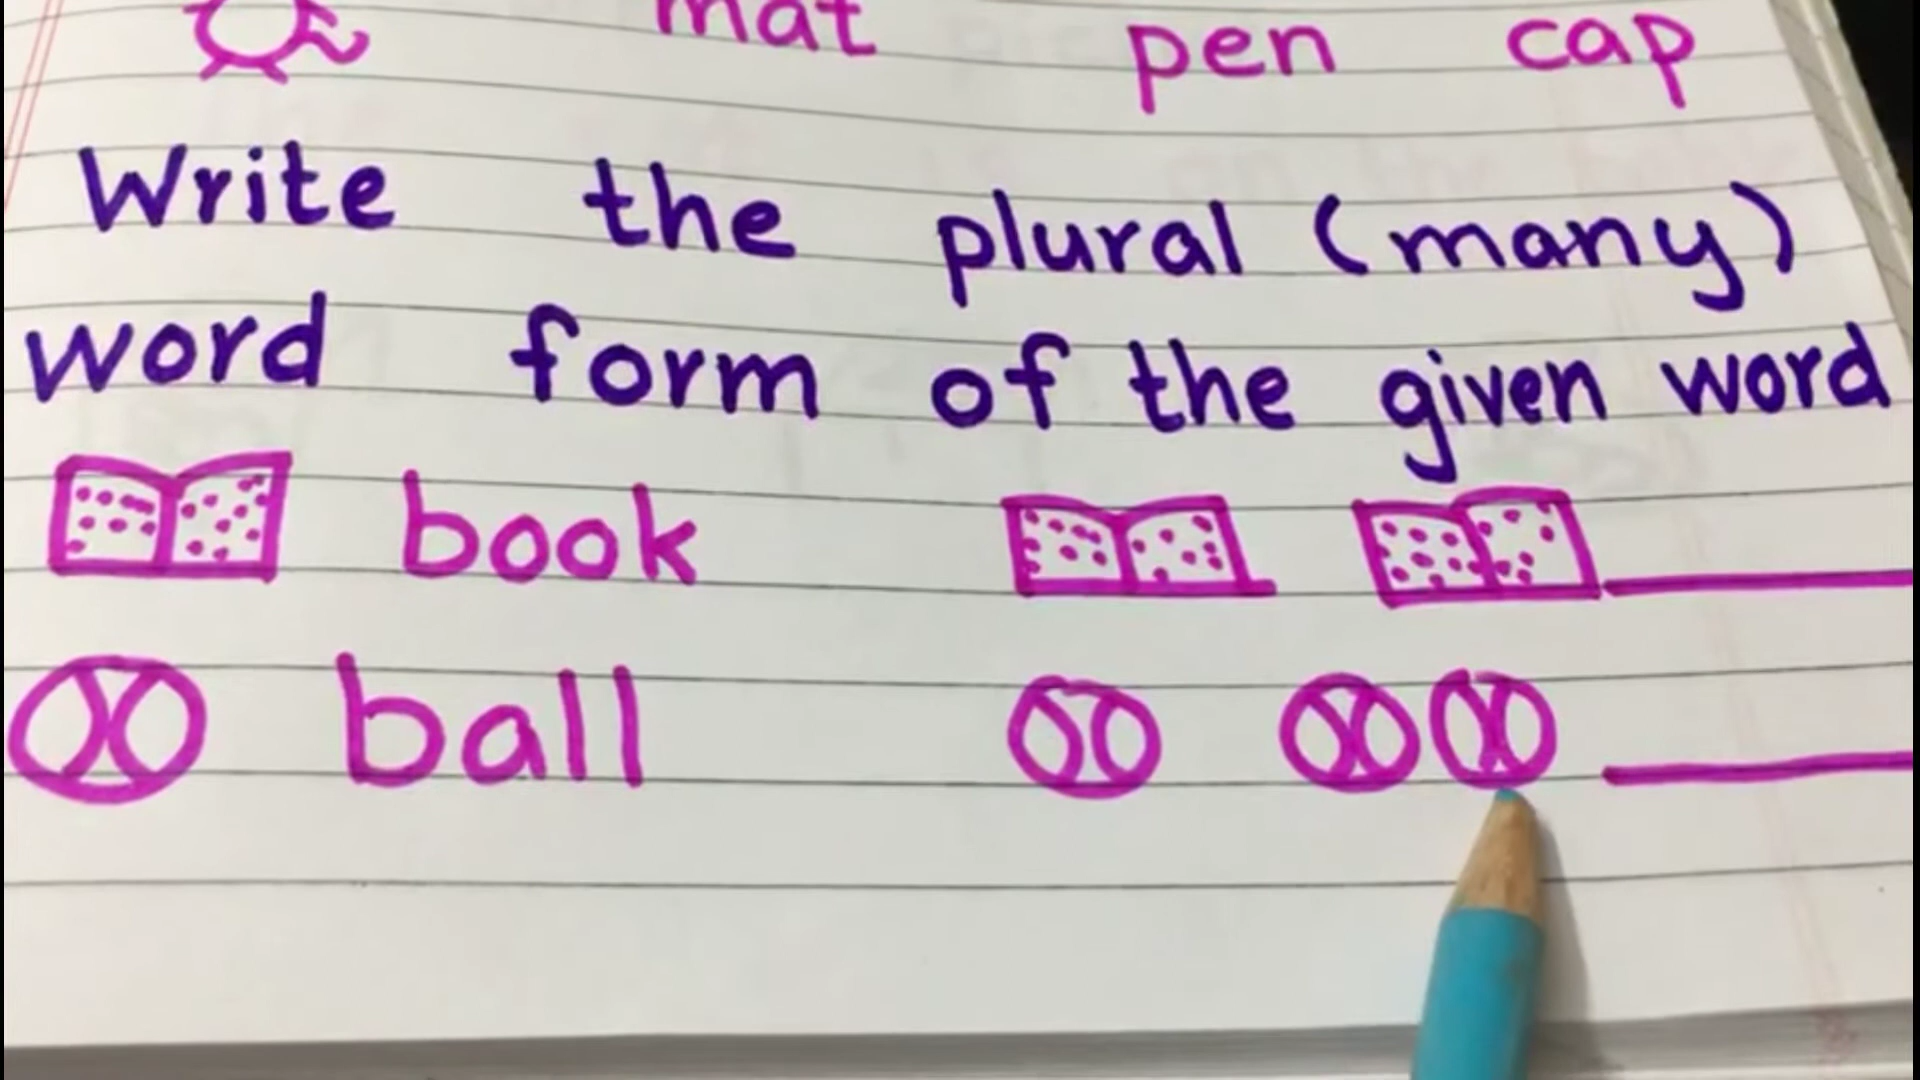 mat pen cap
Write the plural (many)
word form of the given word
book
ball